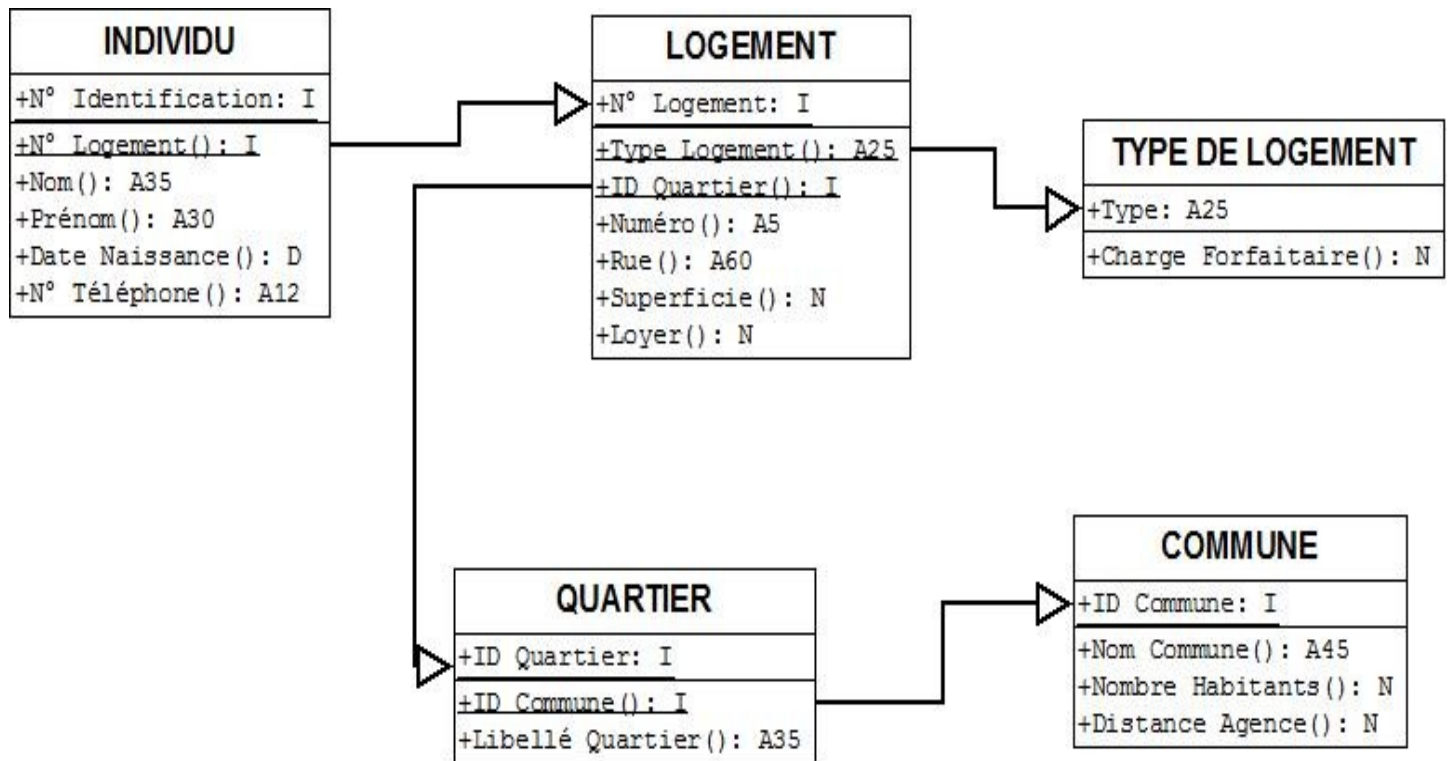 INDIVIDU
+N° Identification: I
+N° Logement(): I
+Nom(): A35
+Prénom(): A30
+Date Naissance(): D
+N° Téléphone(): A12
LOGEMENT
+N° Logement: I
+Type Logement(): A25
+ID Quartier(): I
+Numéro(): A5
+Rue(): A60
+Superficie(): N
+Loyer(): N
TYPE DE LOGEMENT
+Type: A25
+Charge Forfaitaire(): N
QUARTIER
+ID Quartier: I
+ID Commune(): I
+Libellé Quartier(): A35
COMMUNE
+ID Commune: I
+Nom Commune(): A45
+Nombre Habitants(): N
+Distance Agence(): N